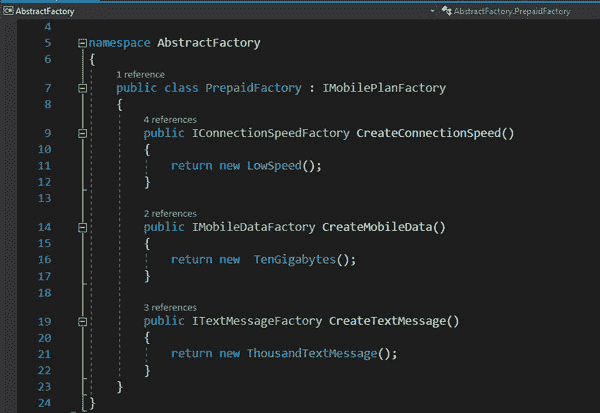 AbstractFactory AbstractFactory.PrepaidFactory
4
5 namespace AbstractFactory
6 {
1 reference
7 public class PrepaidFactory : IMobilePlanFactory
8 {
4 references
9 public IConnectionSpeedFactory CreateConnectionSpeed()
10 {
11 return new LowSpeed();
12 }
13
2 references
14 public IMobileDataFactory CreateMobileData()
15 {
16 return new  TenGigabytes();
17 }
18
3 references
19 public ITextMessageFactory CreateTextMessage()
20 {
21 return new ThousandTextMessage();
22 }
23 }
24 }